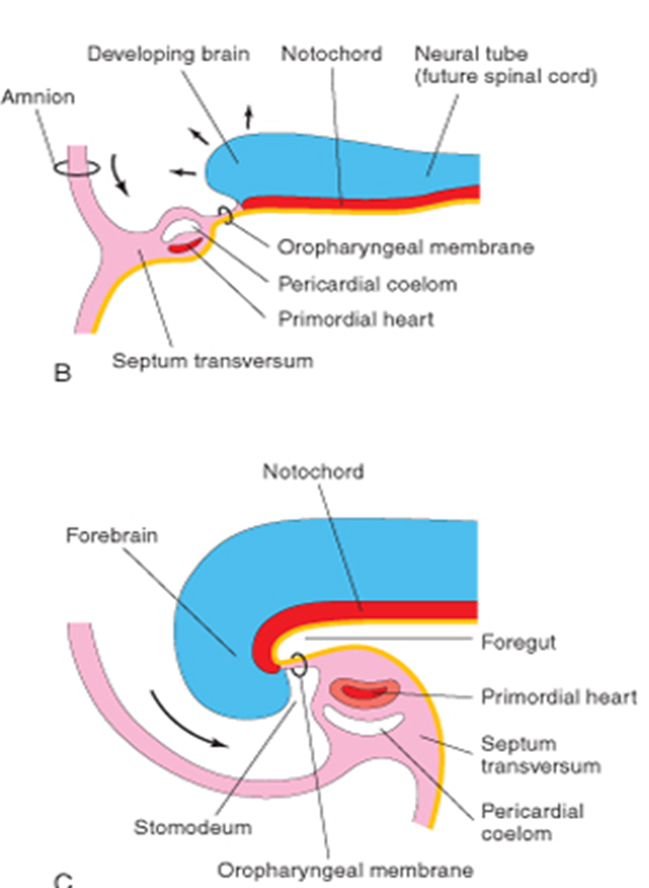 Developing brain
Notochord
Neural tube
(future spinal cord)
Amnion
Oropharyngeal membrane
Pericardial coelom
Primordial heart
Septum transversum
B
Notochord
Forebrain
Foregut
Primordial heart
Septum
transversum
Pericardial
coelom
Stomodeum
Oropharyngeal membrane
C